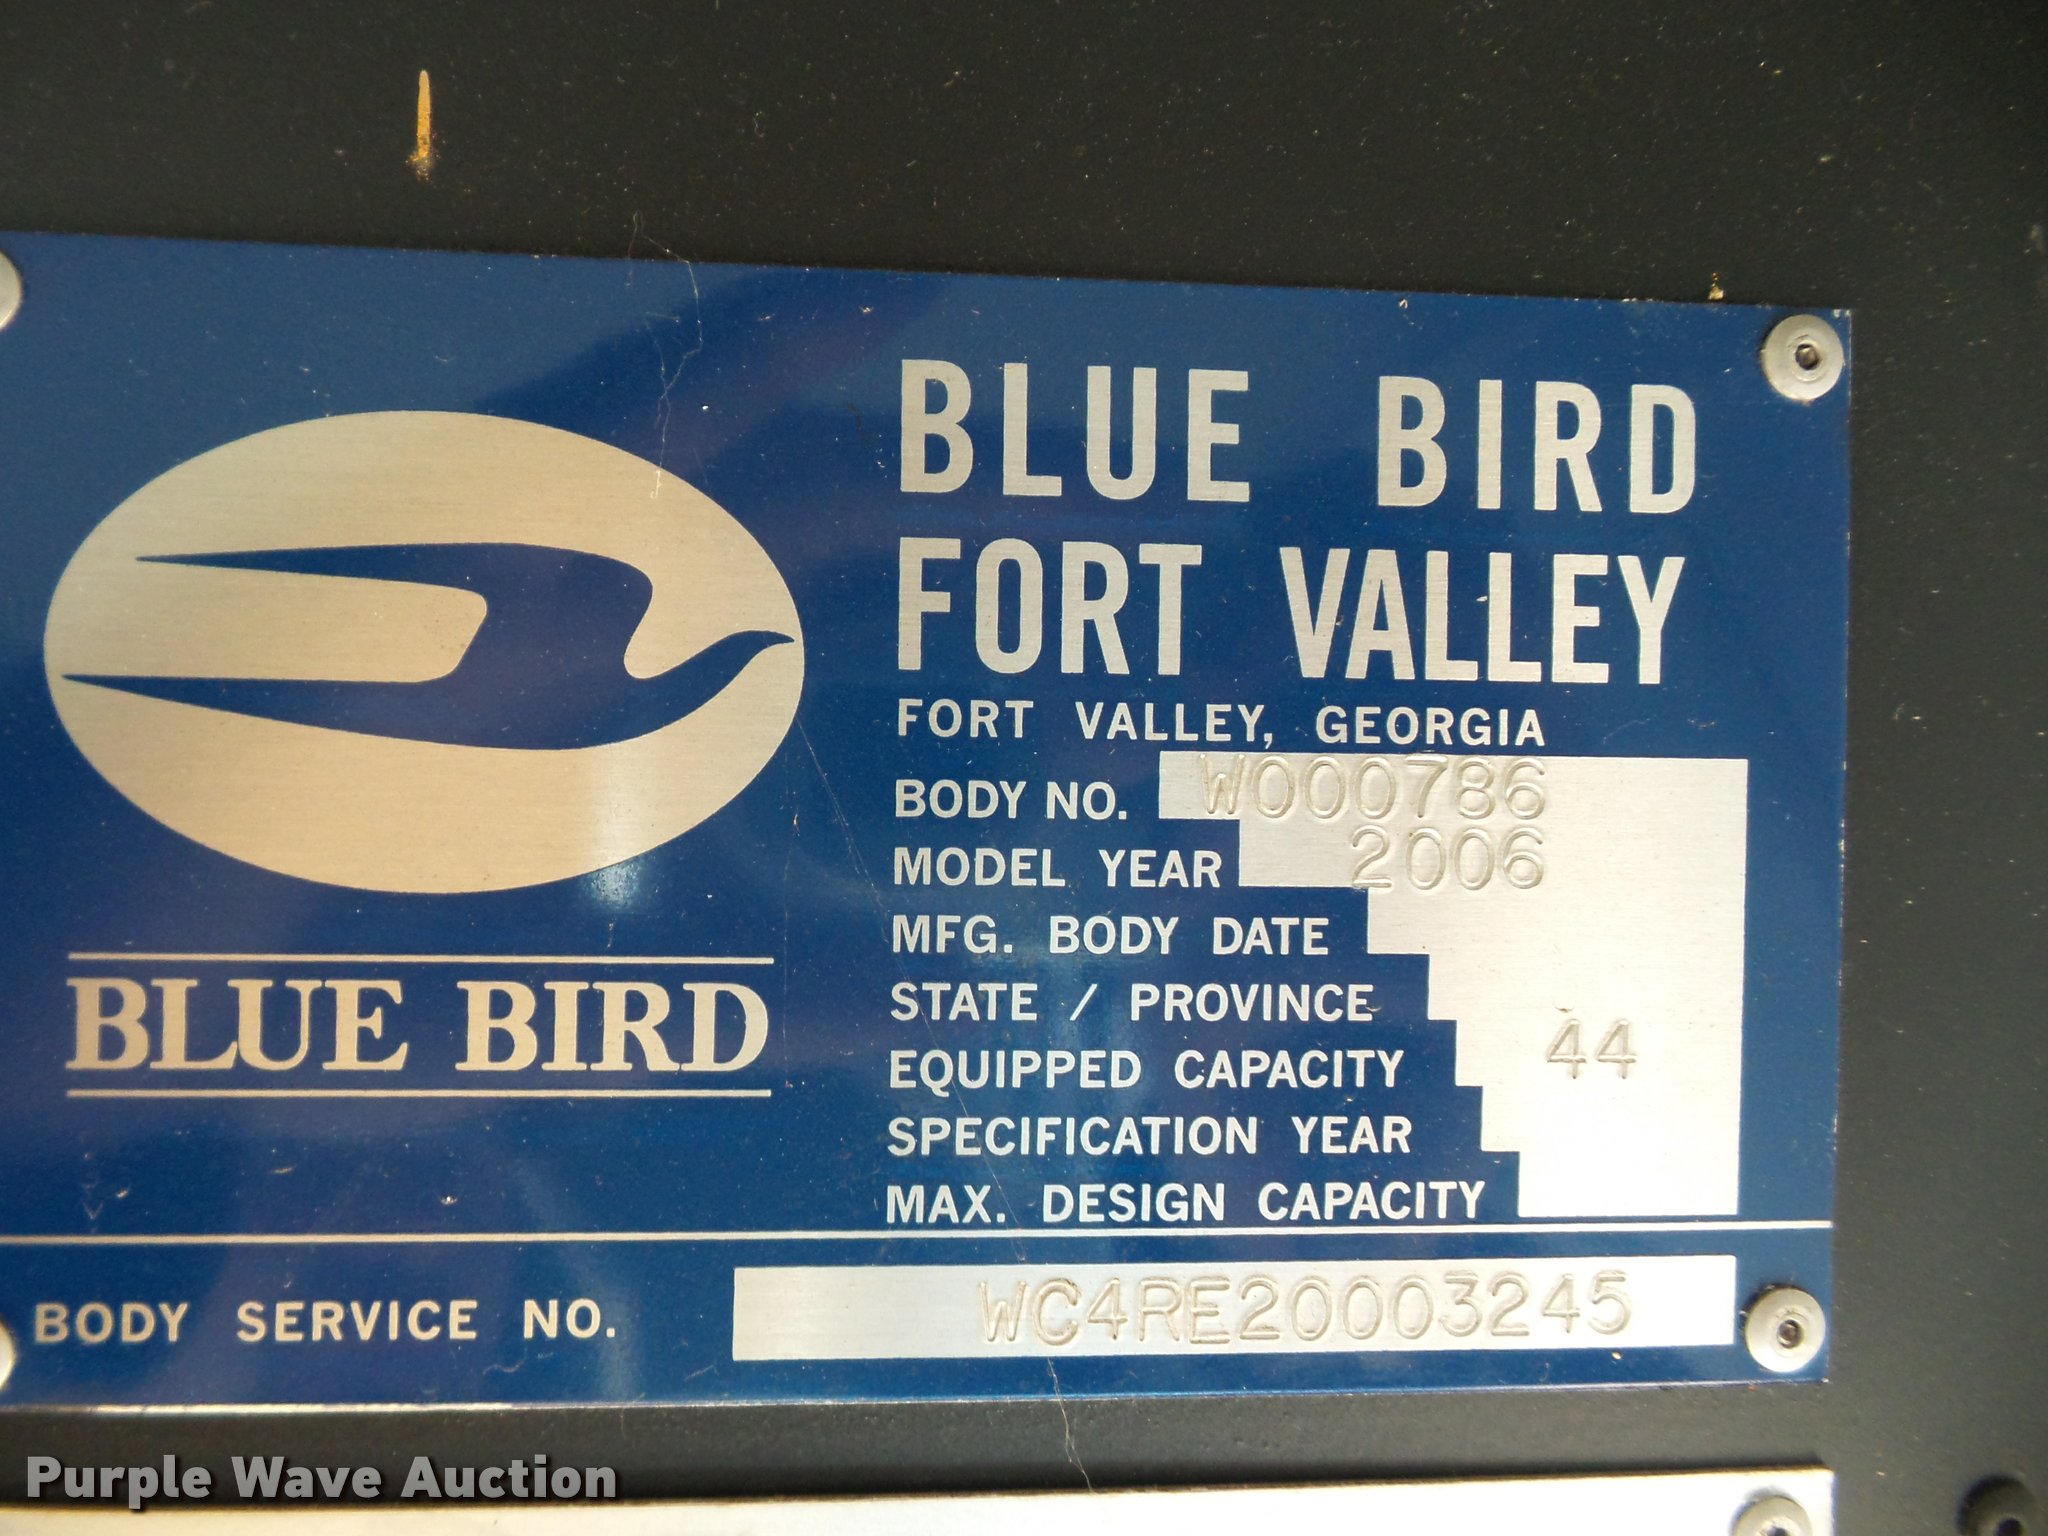 BLUE BIRD
BLUE BIRD
FORT VALLEY
FORT VALLEY, GEORGIA
BODY NO. W000786
MODEL YEAR 2006
MFG. BODY DATE
STATE / PROVINCE
EQUIPPED CAPACITY 44
SPECIFICATION YEAR
MAX. DESIGN CAPACITY
BODY SERVICE NO. WC4RE20003245
Purple Wave Auction